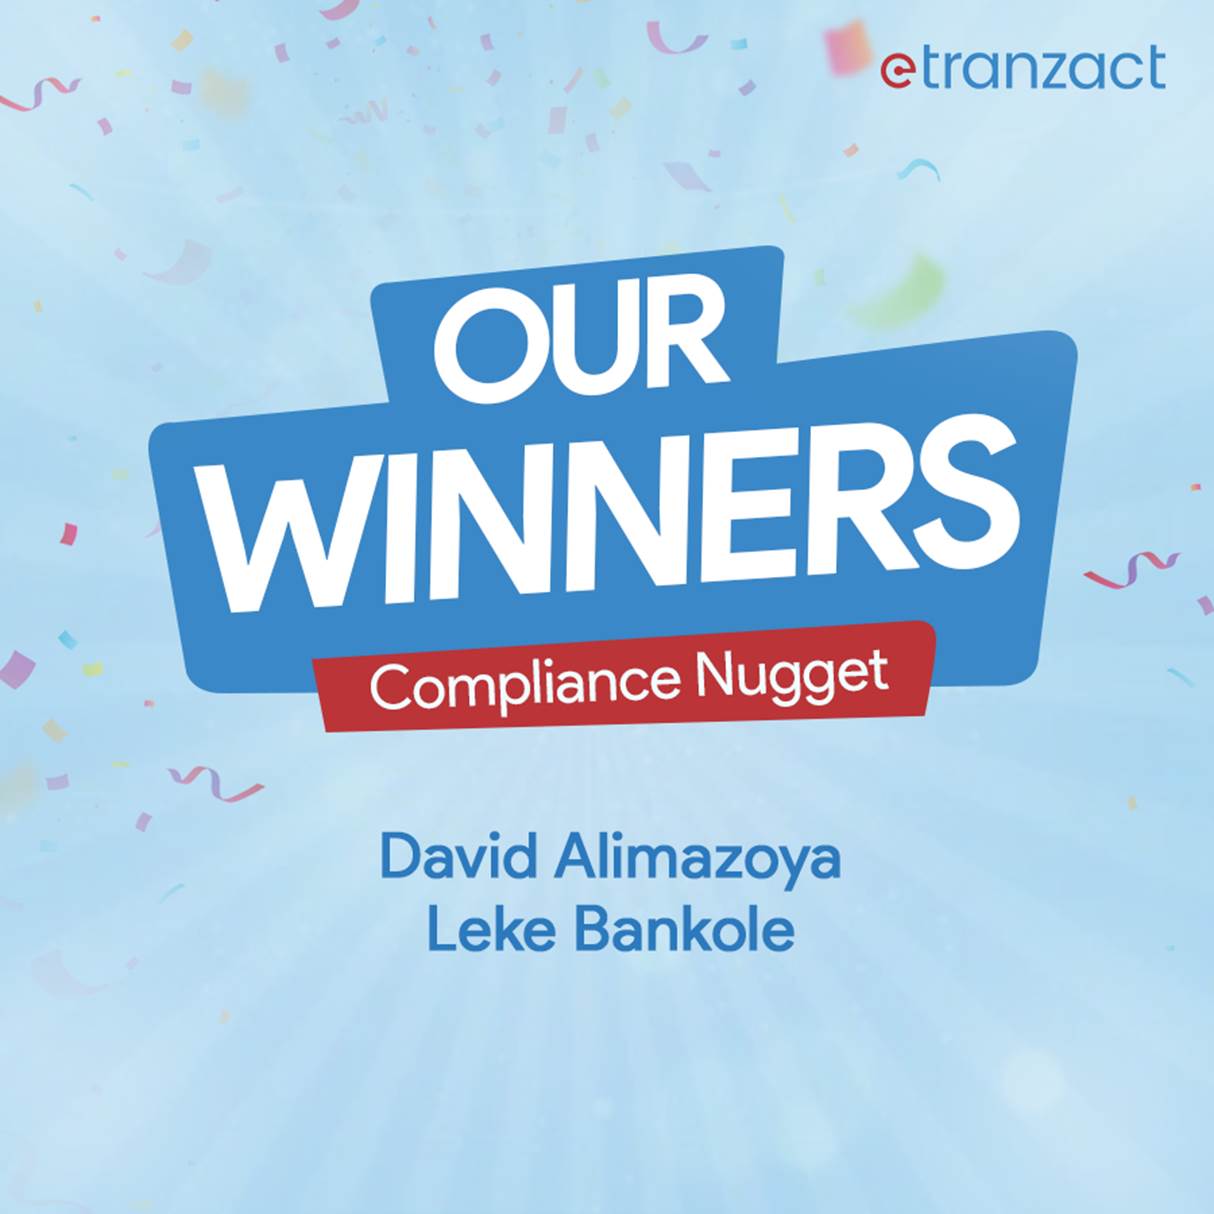 etranzact
OUR
WINNERS
Compliance Nugget
David Alimazoya
Leke Bankole